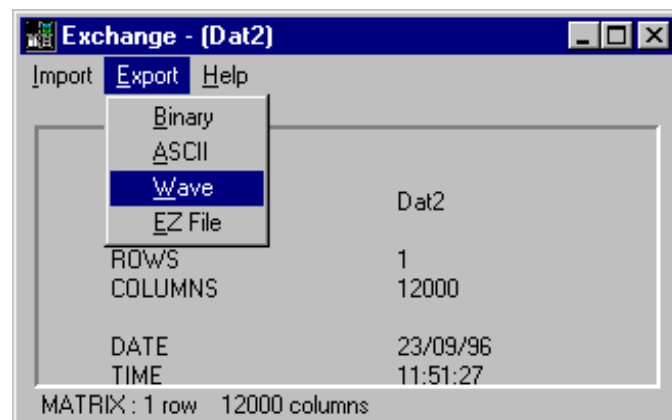 Exchange - (Dat2)
Import Export Help
Binary
ASCII
Wave
Dat2
EZ File
ROWS 1
COLUMNS 12000
DATE 23/09/96
TIME 11:51:27
MATRIX : 1 row 12000 columns